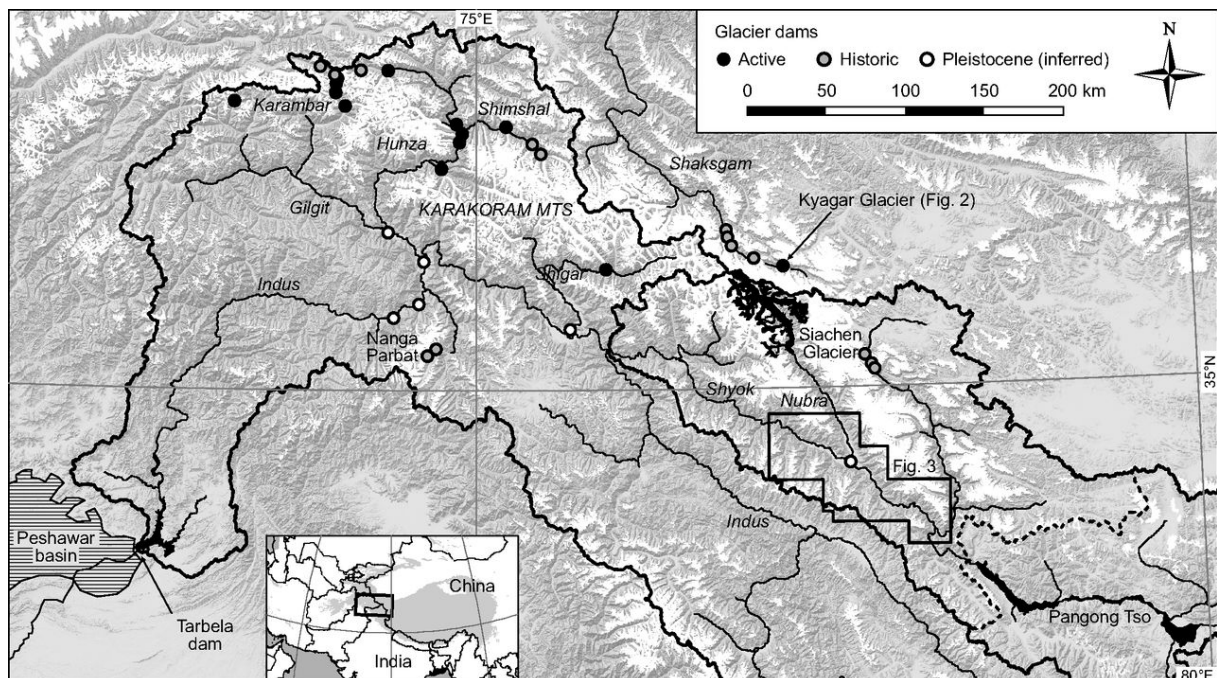 75°E
Glacier dams
Active
Historic
Pleistocene (inferred)
N
0 50 100 150 200 km
Karambar
Shimshal
Hunza
Shaksgam
Kyagar Glacier (Fig. 2)
KARAKORAM MTS
Gilgit
Shigar
Indus
Siachen
Glacier
Nanga
Parbat
Shyok
Nubra
35°N
Fig. 3
Indus
Peshawar
basin
China
India
Tarbela
dam
Pangong Tso
80°E